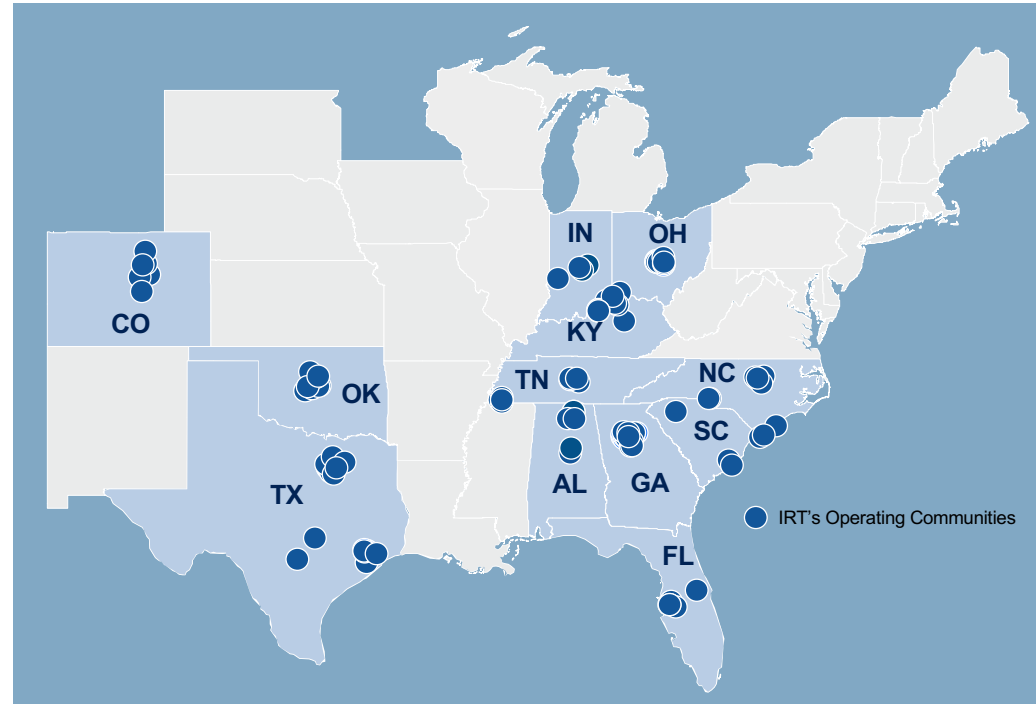 IN
OH
CO
KY
TN
NC
OK
SC
TX
AL
GA
IRT's Operating Communities
FL